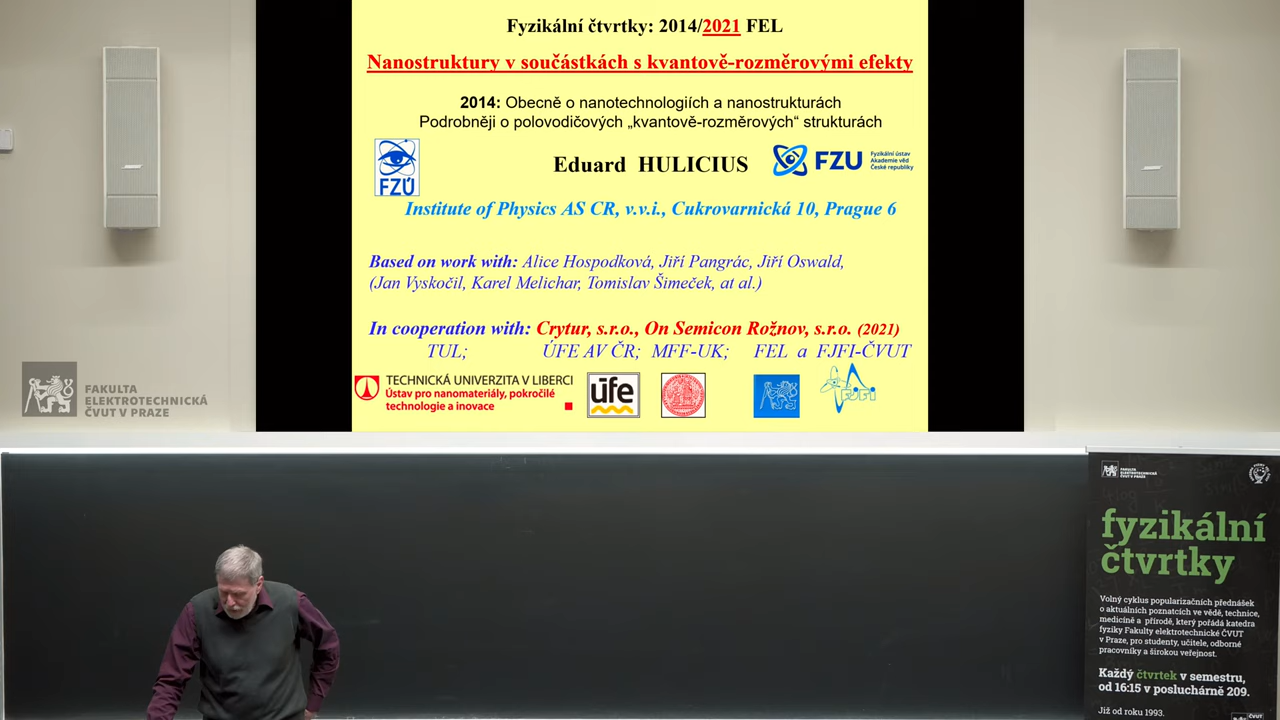 Fyzikální čtvrtky: 2014/2021 FEL
Nanostruktury v součástkách s kvantově-rozměrovými efekty
2014: Obecně o nanotechnologiích a nanostrukturách
Podrobněji o polovodičových „kvantově-rozměrových“ strukturách
FZÚ
Eduard HULICIUS
FZU
Fyzikální ústav
Akademie věd
České republiky
Institute of Physics AS CR, v.v.i., Cukrovarnická 10, Prague 6
Based on work with: Alice Hospodková, Jiří Pangrác, Jiří Oswald,
(Jan Vyskočil, Karel Melichar, Tomislav Šimeček, at al.)
In cooperation with: Crytur, s.r.o., On Semicon Rožnov, s.r.o. (2021)
TUL; ÚFE AV ČR; MFF-UK; FEL a FJFI-ČVUT
TECHNICKÁ UNIVERZITA V LIBERCI
Ústav pro nanomateriály, pokročilé
technologie a inovace
úfe
FJFI
FAKULTA
ELEKTROTECHNICKÁ
ČVUT V PRAZE
FAKULTA
ELEKTROTECHNICKÁ
ČVUT V PRAZE
fyzikální
čtvrtky
Volný cyklus popularizačních přednášek
o aktuálních poznatcích ve vědě, technice,
medicíně a přírodě, který pořádá katedra
fyziky Fakulty elektrotechnické ČVUT
v Praze, pro studenty, učitele, odborné
pracovníky a širokou veřejnost.
Každý čtvrtek v semestru,
od 16:15 v posluchárně 209.
Již od roku 1993.
ČVUT